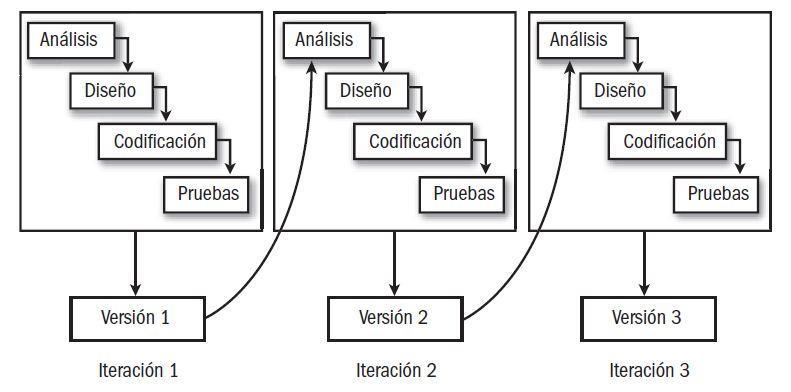 Análisis
Diseño
Codificación
Pruebas
Versión 1
Iteración 1
Análisis
Diseño
Codificación
Pruebas
Versión 2
Iteración 2
Análisis
Diseño
Codificación
Pruebas
Versión 3
Iteración 3